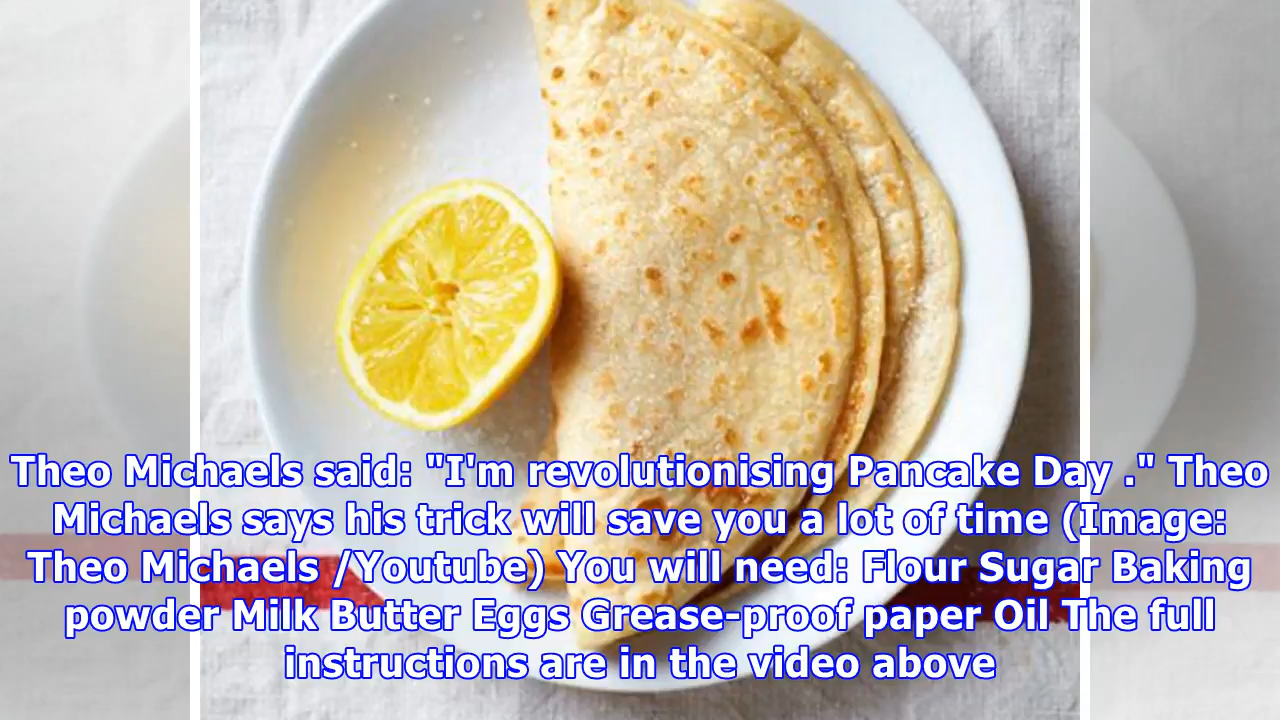 Theo Michaels said: "I'm revolutionising Pancake Day ." Theo
Michaels says his trick will save you a lot of time (Image:
Theo Michaels /Youtube) You will need: Flour Sugar Baking
powder Milk Butter Eggs Grease-proof paper Oil The full
instructions are in the video above